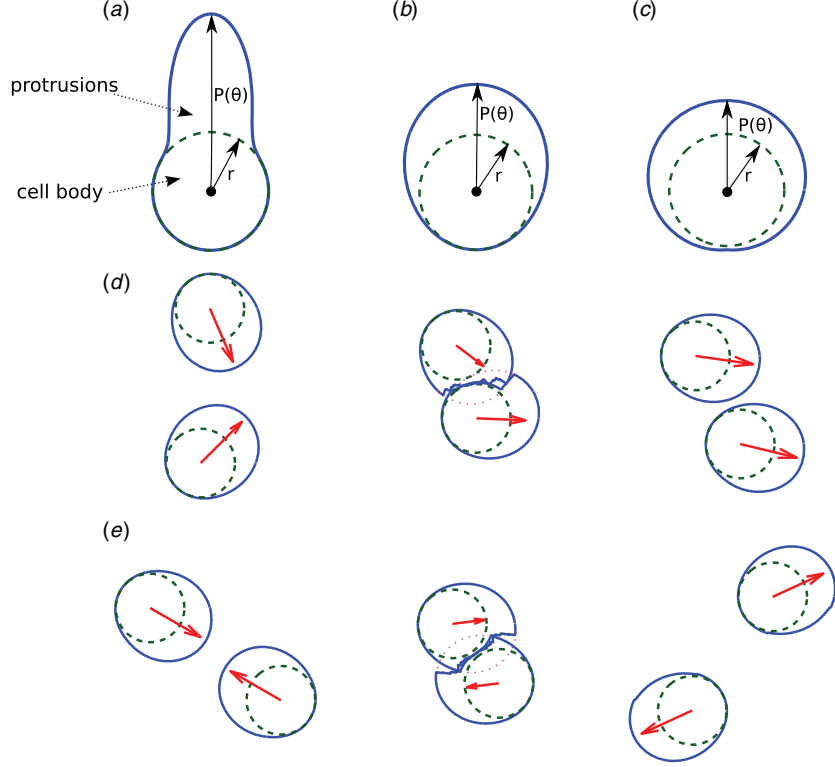 (a) (b) (c)
protrusions
P(θ) P(θ) P(θ)
cell body r r r
(d)
(e)